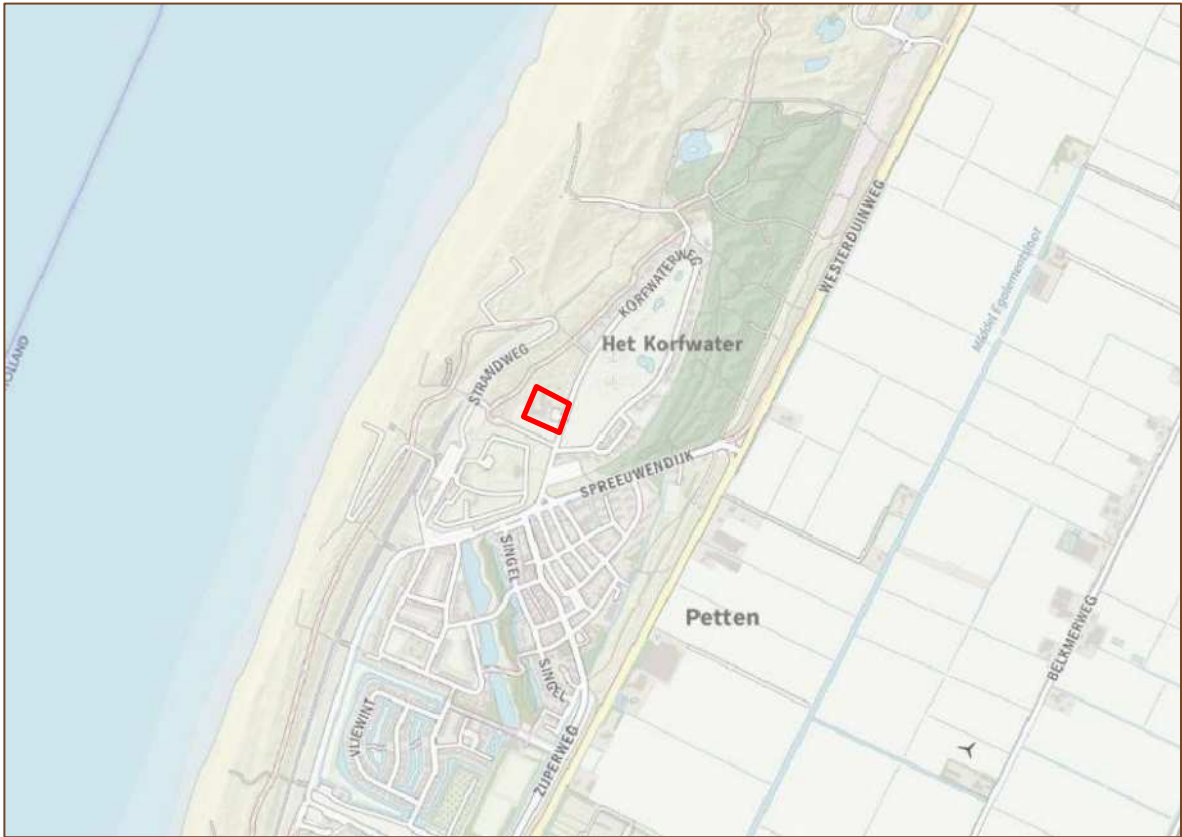 WESTERDUINWEG
KORFWATERWEG
HOLLAND
Het Korfwater
STRANDWEG
SPREEUWENDIJK
SINGEL
Petten
BELKMERWEG
SINGEL
VLIEWINT
ZIJPERWEG